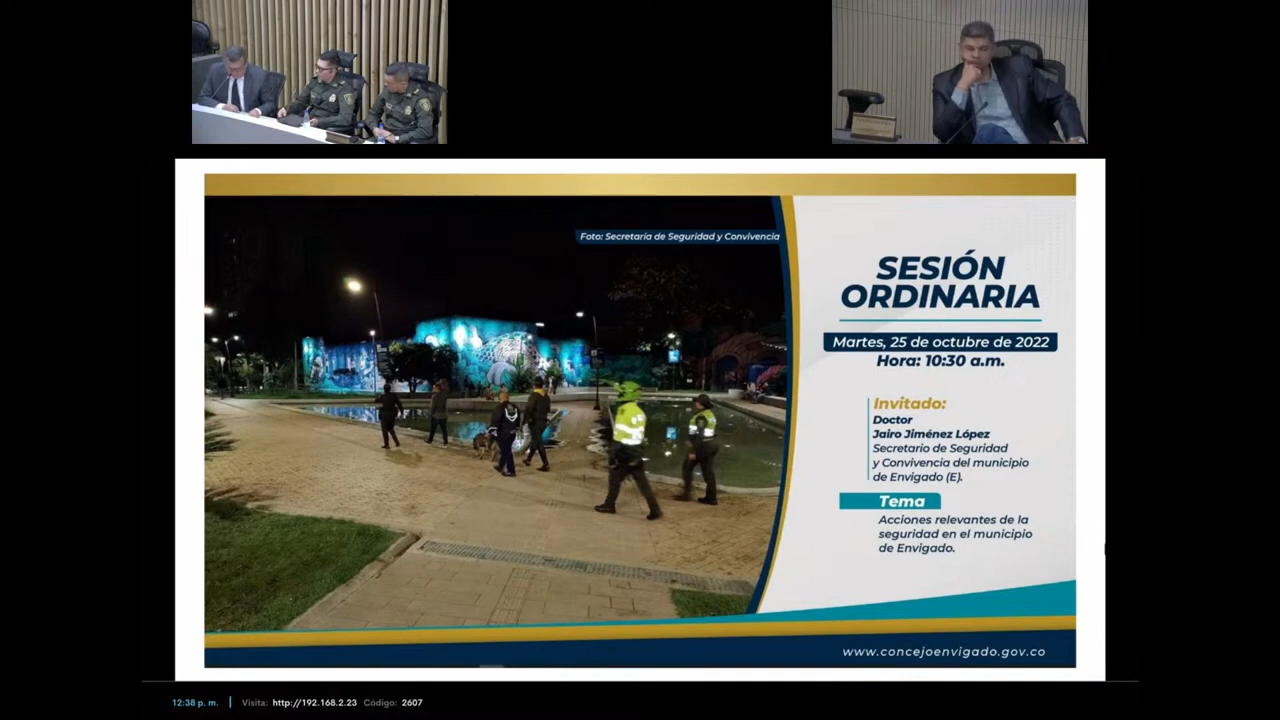 Foto: Secretaría de Seguridad y Convivencia
SESIÓN
ORDINARIA
Martes, 25 de octubre de 2022
Hora: 10:30 a.m.
Invitado:
Doctor
Jairo Jiménez López
Secretario de Seguridad
y Convivencia del municipio
de Envigado (E).
Tema
Acciones relevantes de la
seguridad en el municipio
de Envigado.
www.concejoenvigado.gov.co
12:38 p. m. Visita: http://192.168.2.23 Código: 2607